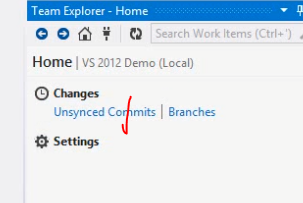 Team Explorer - Home
Search Work Items (Ctrl+')
Home | VS 2012 Demo (Local)
Changes
Unsynced Commits | Branches
Settings